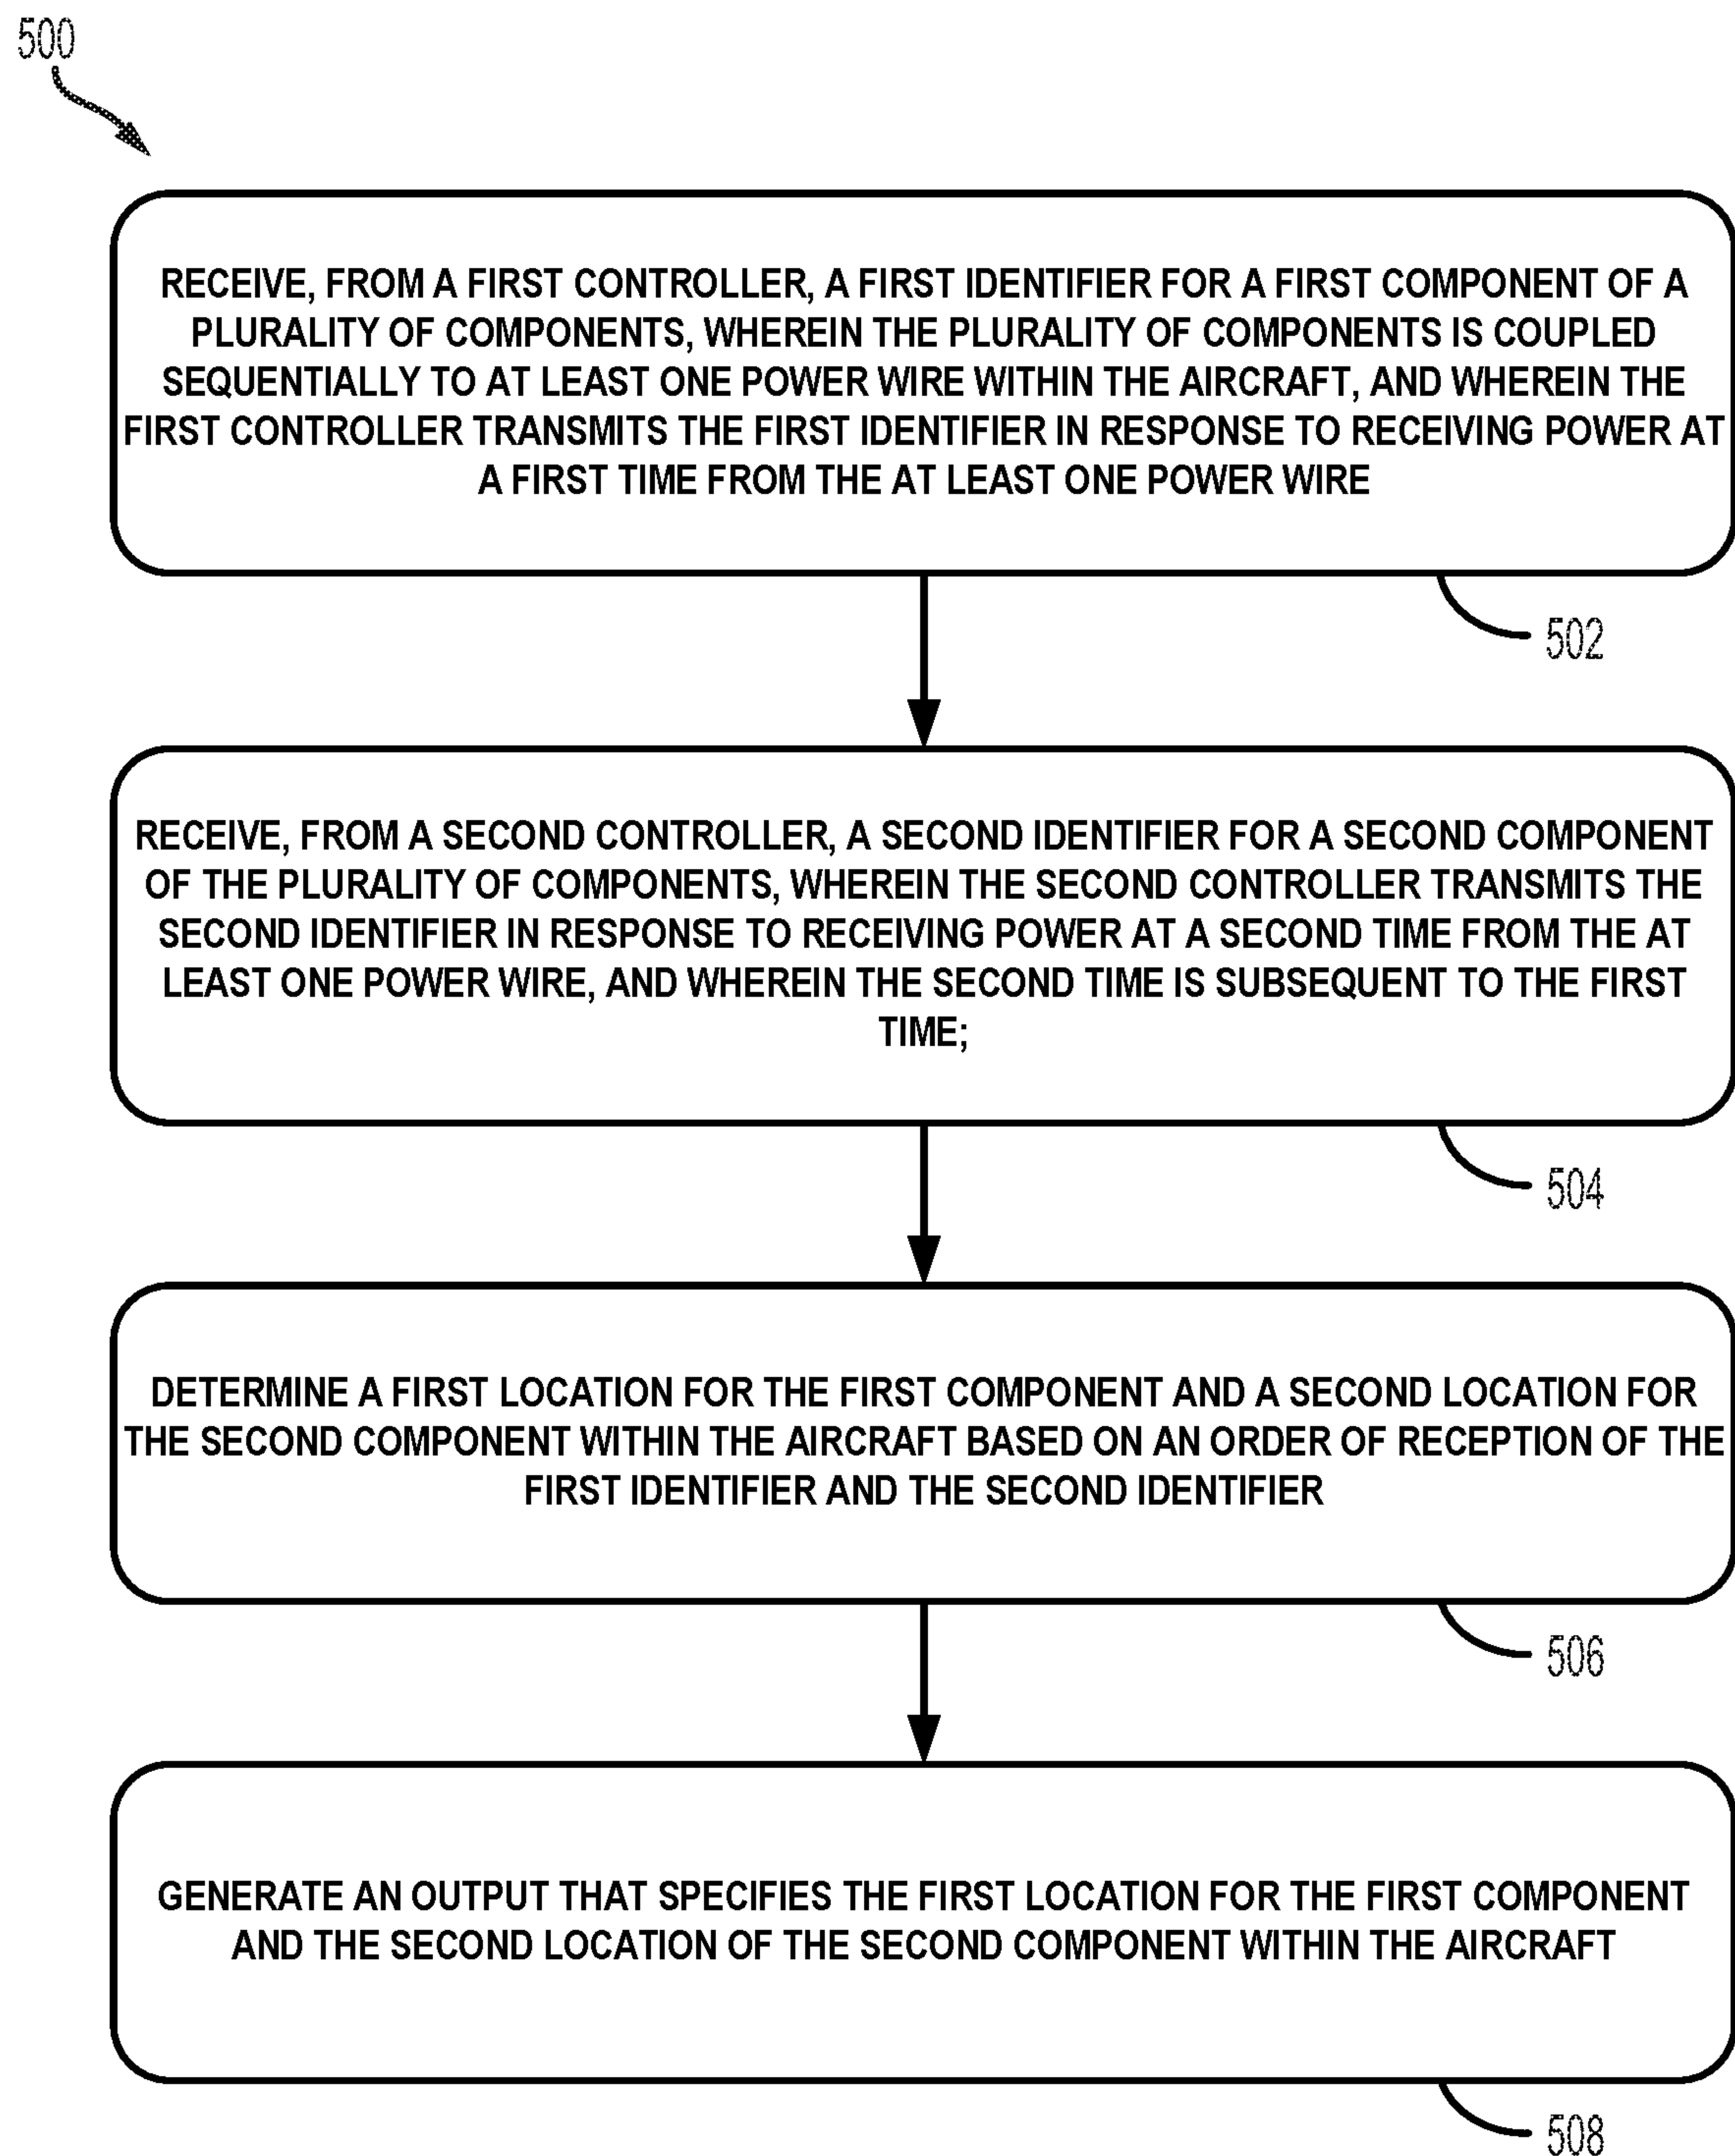 500
RECEIVE, FROM A FIRST CONTROLLER, A FIRST IDENTIFIER FOR A FIRST COMPONENT OF A
PLURALITY OF COMPONENTS, WHEREIN THE PLURALITY OF COMPONENTS IS COUPLED
SEQUENTIALLY TO AT LEAST ONE POWER WIRE WITHIN THE AIRCRAFT, AND WHEREIN THE
FIRST CONTROLLER TRANSMITS THE FIRST IDENTIFIER IN RESPONSE TO RECEIVING POWER AT
A FIRST TIME FROM THE AT LEAST ONE POWER WIRE
502
RECEIVE, FROM A SECOND CONTROLLER, A SECOND IDENTIFIER FOR A SECOND COMPONENT
OF THE PLURALITY OF COMPONENTS, WHEREIN THE SECOND CONTROLLER TRANSMITS THE
SECOND IDENTIFIER IN RESPONSE TO RECEIVING POWER AT A SECOND TIME FROM THE AT
LEAST ONE POWER WIRE, AND WHEREIN THE SECOND TIME IS SUBSEQUENT TO THE FIRST
TIME;
504
DETERMINE A FIRST LOCATION FOR THE FIRST COMPONENT AND A SECOND LOCATION FOR
THE SECOND COMPONENT WITHIN THE AIRCRAFT BASED ON AN ORDER OF RECEPTION OF THE
FIRST IDENTIFIER AND THE SECOND IDENTIFIER
506
GENERATE AN OUTPUT THAT SPECIFIES THE FIRST LOCATION FOR THE FIRST COMPONENT
AND THE SECOND LOCATION OF THE SECOND COMPONENT WITHIN THE AIRCRAFT
508